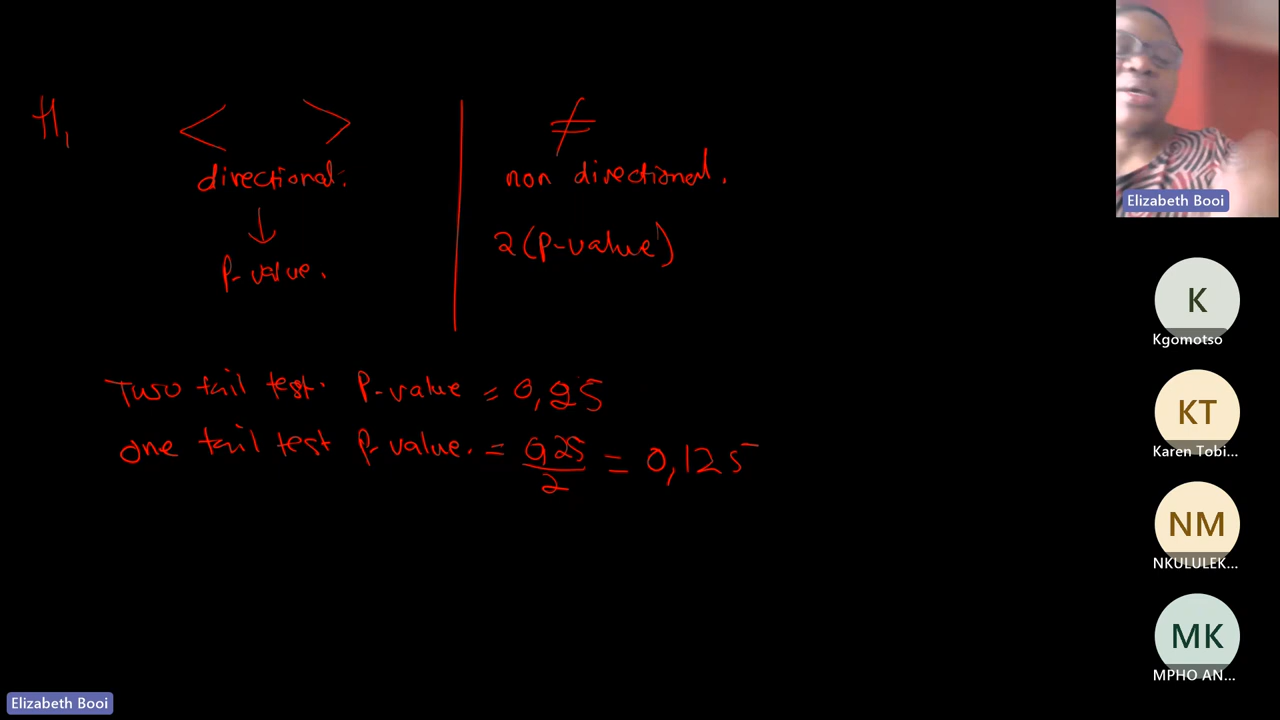 H₁ < > ≠
directional: non directional.
↓
p-value. 2(P-value)
Two tail test. P-value = 0,25
one tail test p-value. = 0,25/2 = 0,125
Elizabeth Booi
K
Kgomotso
KT
Karen Tobi...
NM
NKULULEK...
MK
MPHO AN...
Elizabeth Booi